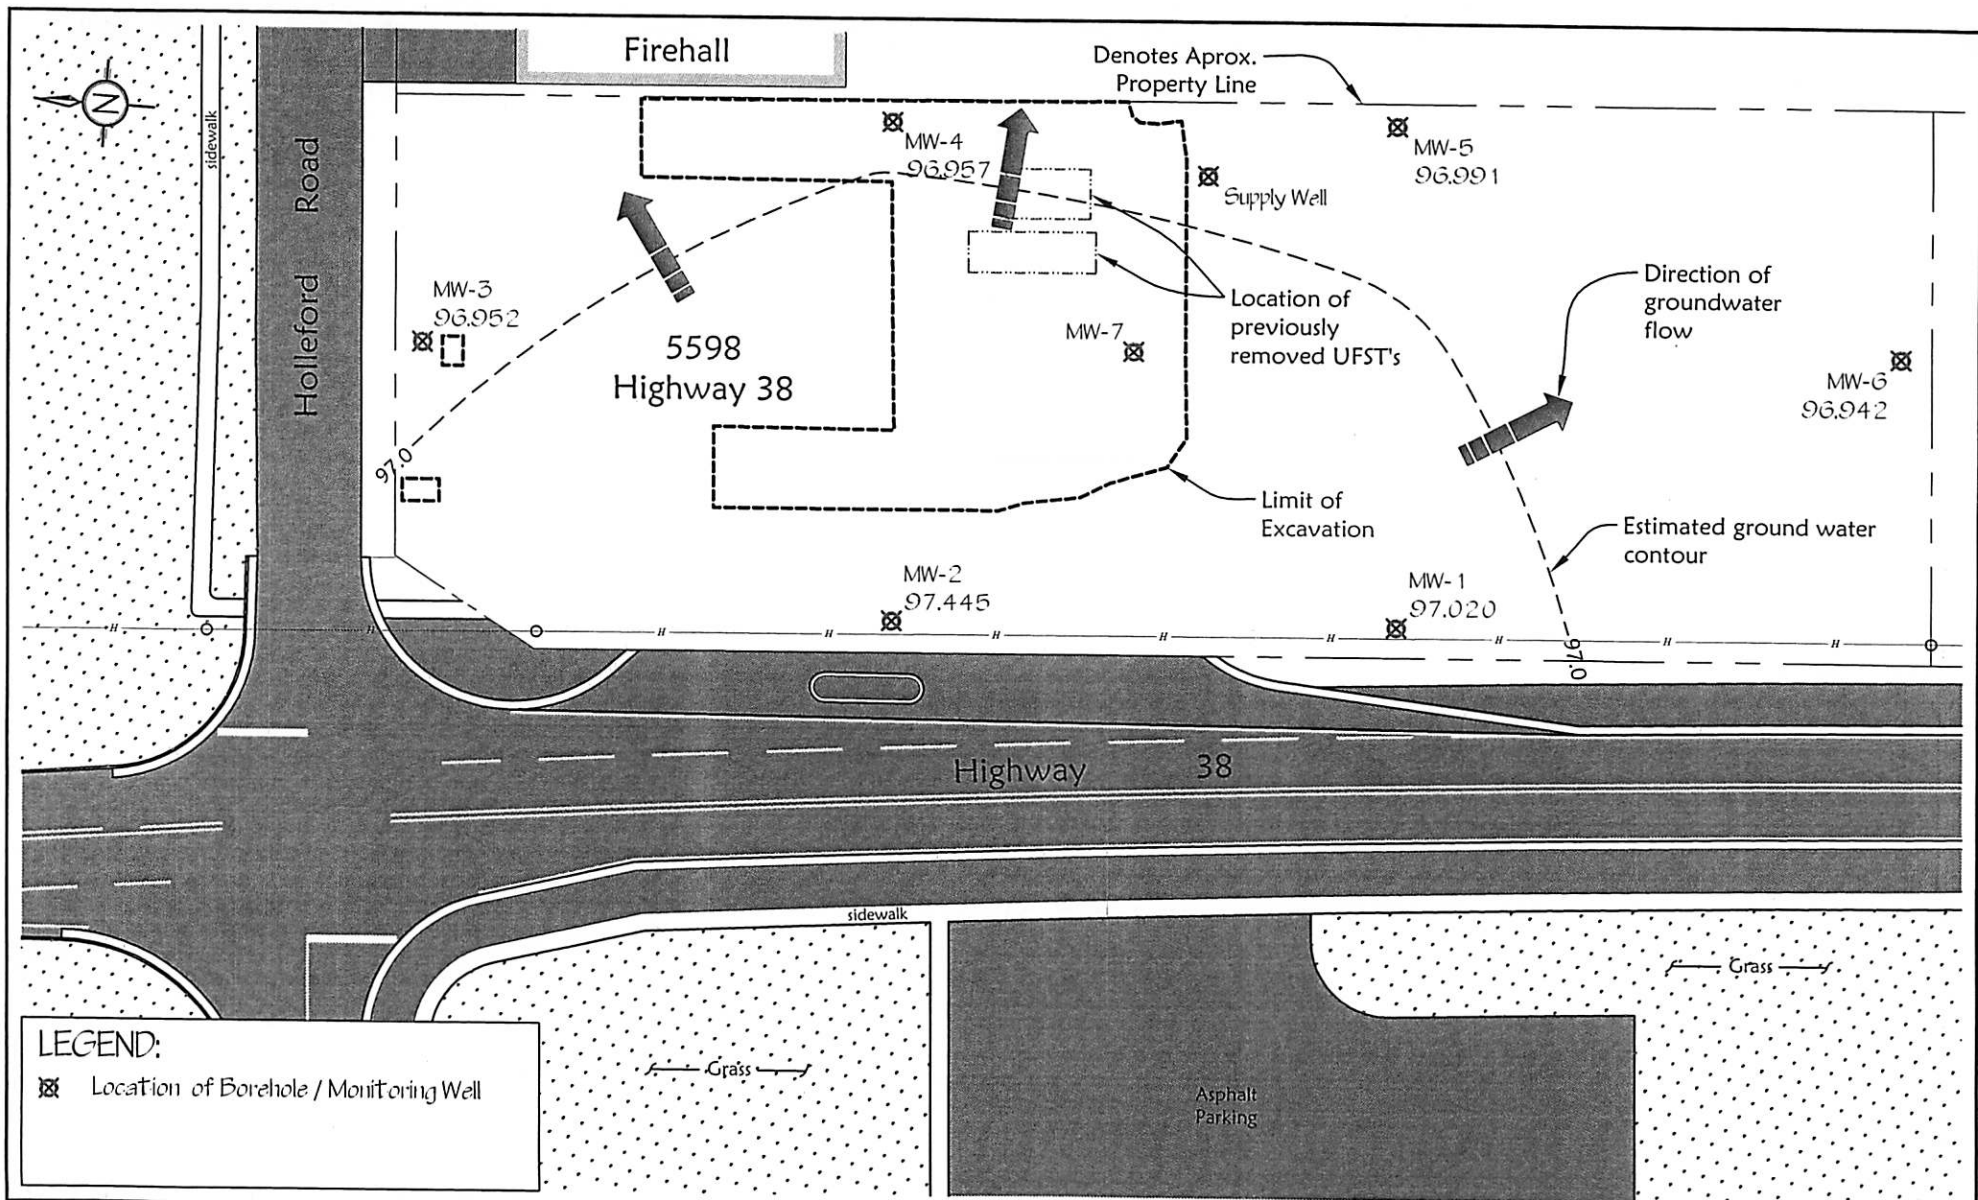 Firehall
Denotes Aprox.
Property Line
N
sidewalk
Holleford Road
MW-4
96.957
MW-5
96.991
Supply Well
MW-3
96.952
5598
Highway 38
MW-7
Location of
previously
removed UFST's
Direction of
groundwater
flow
MW-6
96.942
97.0
Limit of
Excavation
Estimated ground water
contour
MW-2
97.445
MW-1
97.020
H
H
H
H
H
H
H
H
H
H
97.0
Highway 38
sidewalk
Grass
Grass
Asphalt
Parking
LEGEND:
Location of Borehole / Monitoring Well